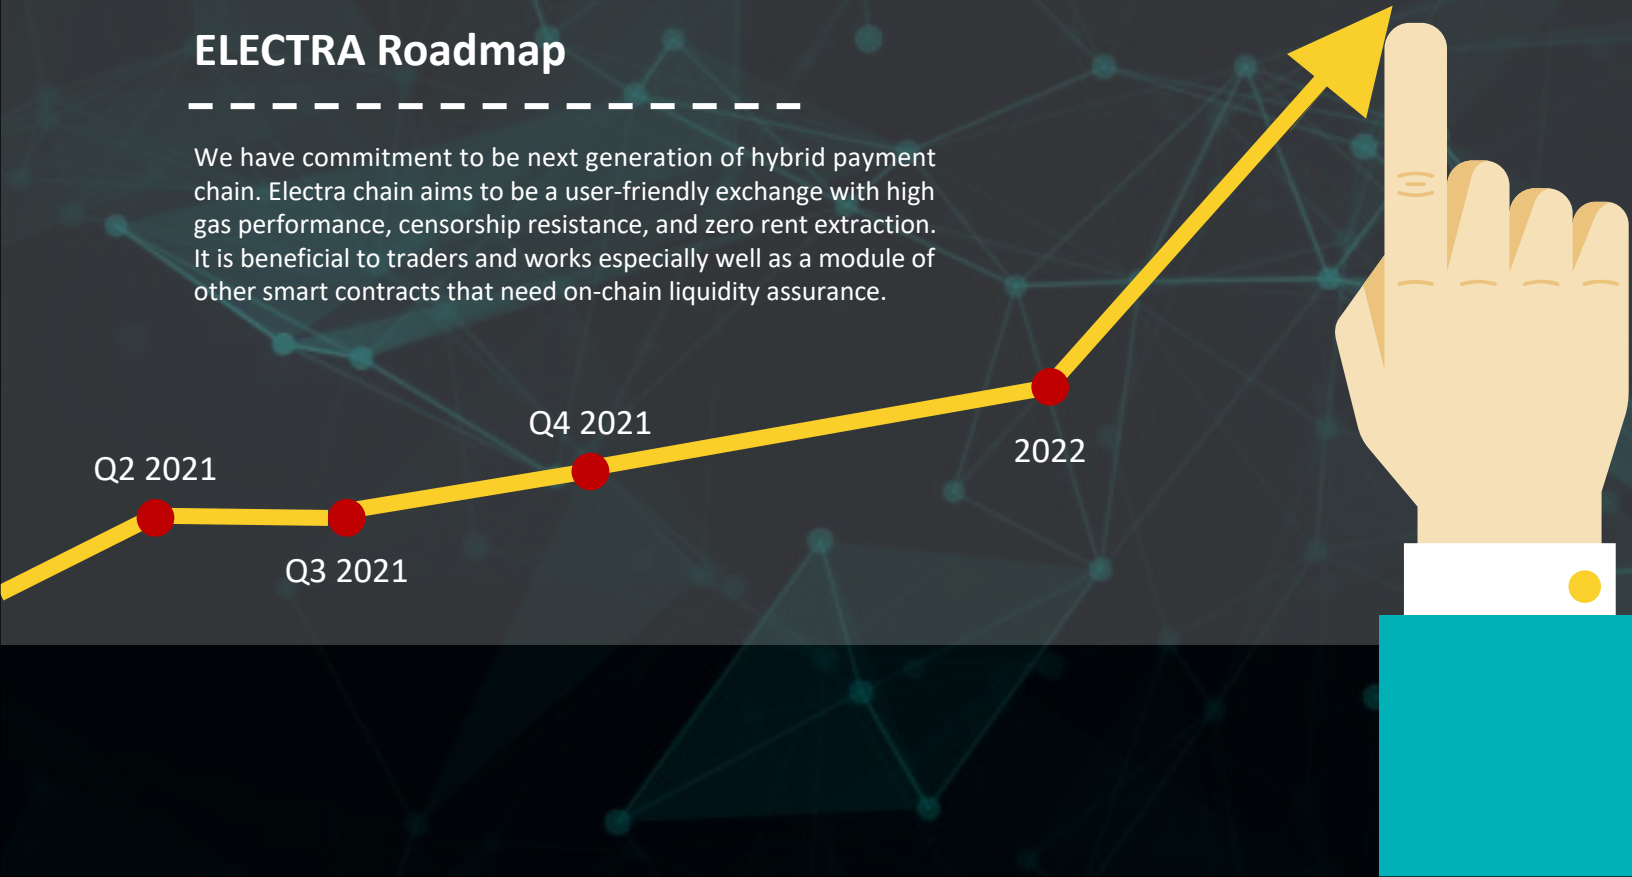 ELECTRA Roadmap
We have commitment to be next generation of hybrid payment
chain. Electra chain aims to be a user-friendly exchange with high
gas performance, censorship resistance, and zero rent extraction.
It is beneficial to traders and works especially well as a module of
other smart contracts that need on-chain liquidity assurance.
Q2 2021
Q3 2021
Q4 2021
2022